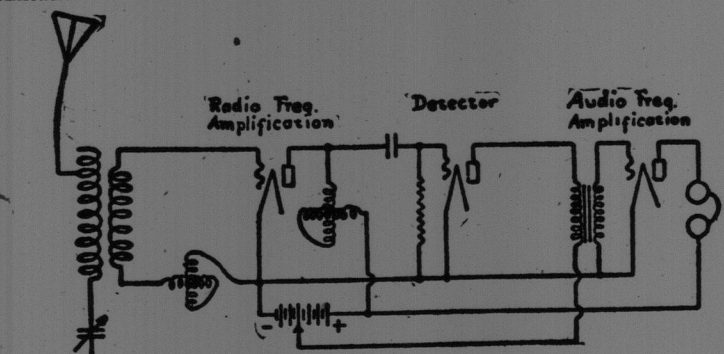 Radio Freq.
Amplification
Detector
Audio Freq.
Amplification
- +